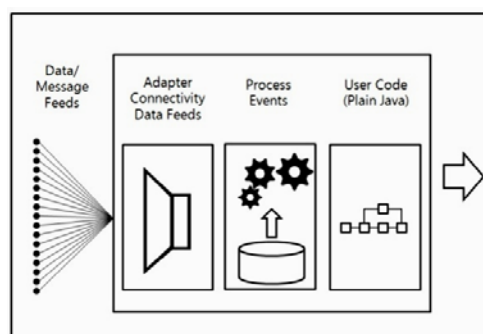 Data/
Message
Feeds
Adapter
Connectivity
Data Feeds
Process
Events
User Code
(Plain Java)